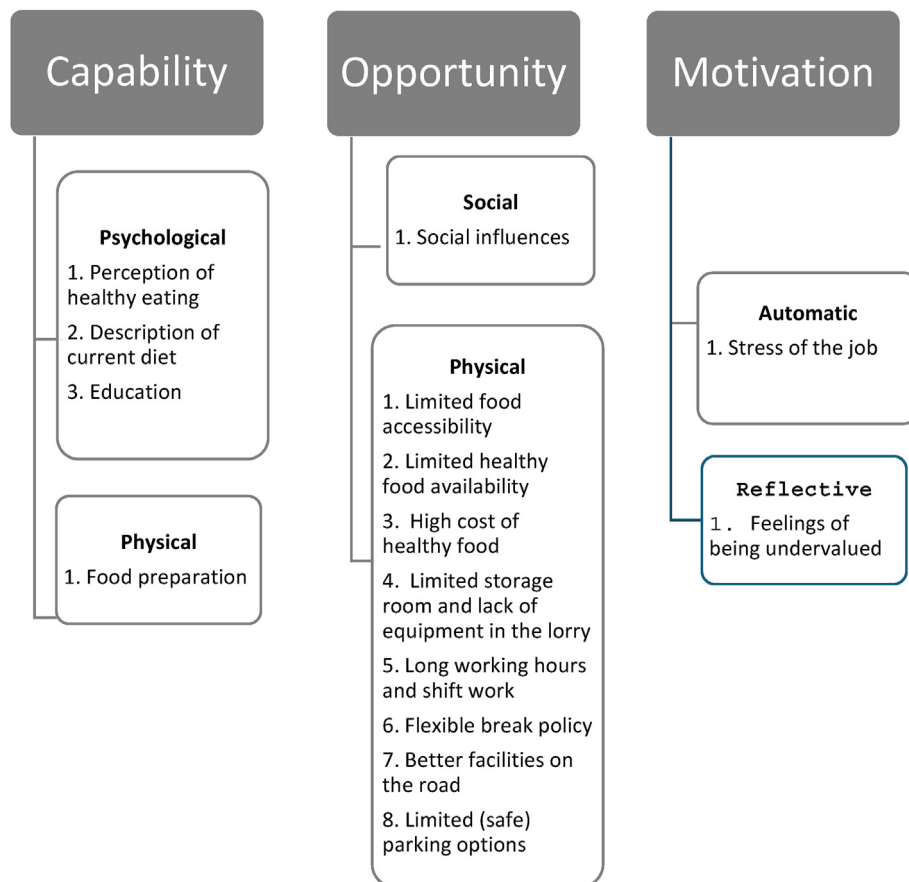 Capability
Psychological
1. Perception of
healthy eating
2. Description of
current diet
3. Education
Physical
1. Food preparation
Opportunity
Social
1. Social influences
Physical
1. Limited food
accessibility
2. Limited healthy
food availability
3. High cost of
healthy food
4. Limited storage
room and lack of
equipment in the lorry
5. Long working hours
and shift work
6. Flexible break policy
7. Better facilities on
the road
8. Limited (safe)
parking options
Motivation
Automatic
1. Stress of the job
Reflective
1. Feelings of
being undervalued